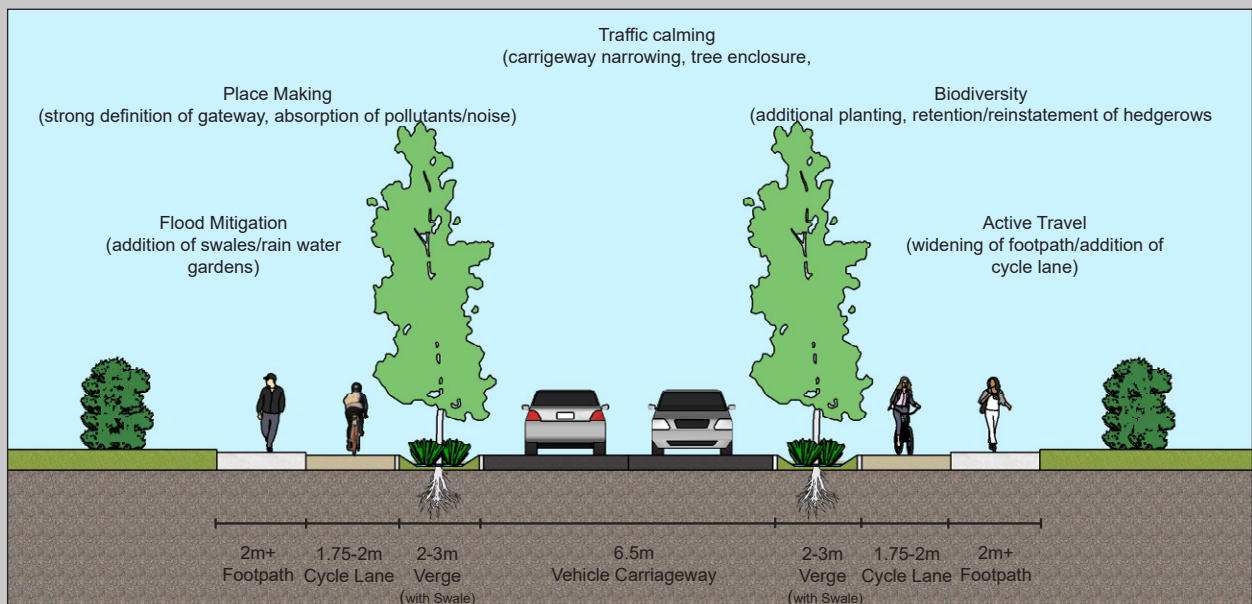 Traffic calming
(carrigeway narrowing, tree enclosure,
Place Making
(strong definition of gateway, absorption of pollutants/noise)
Biodiversity
(additional planting, retention/reinstatement of hedgerows
Flood Mitigation
(addition of swales/rain water
gardens)
Active Travel
(widening of footpath/addition of
cycle lane)
2m+
Footpath
1.75-2m
Cycle Lane
2-3m
Verge
(with Swale)
6.5m
Vehicle Carriageway
2-3m
Verge
(with Swale)
1.75-2m
Cycle Lane
2m+
Footpath